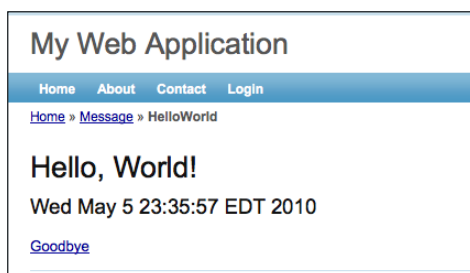 My Web Application
Home About Contact Login
Home » Message » HelloWorld
Hello, World!
Wed May 5 23:35:57 EDT 2010
Goodbye